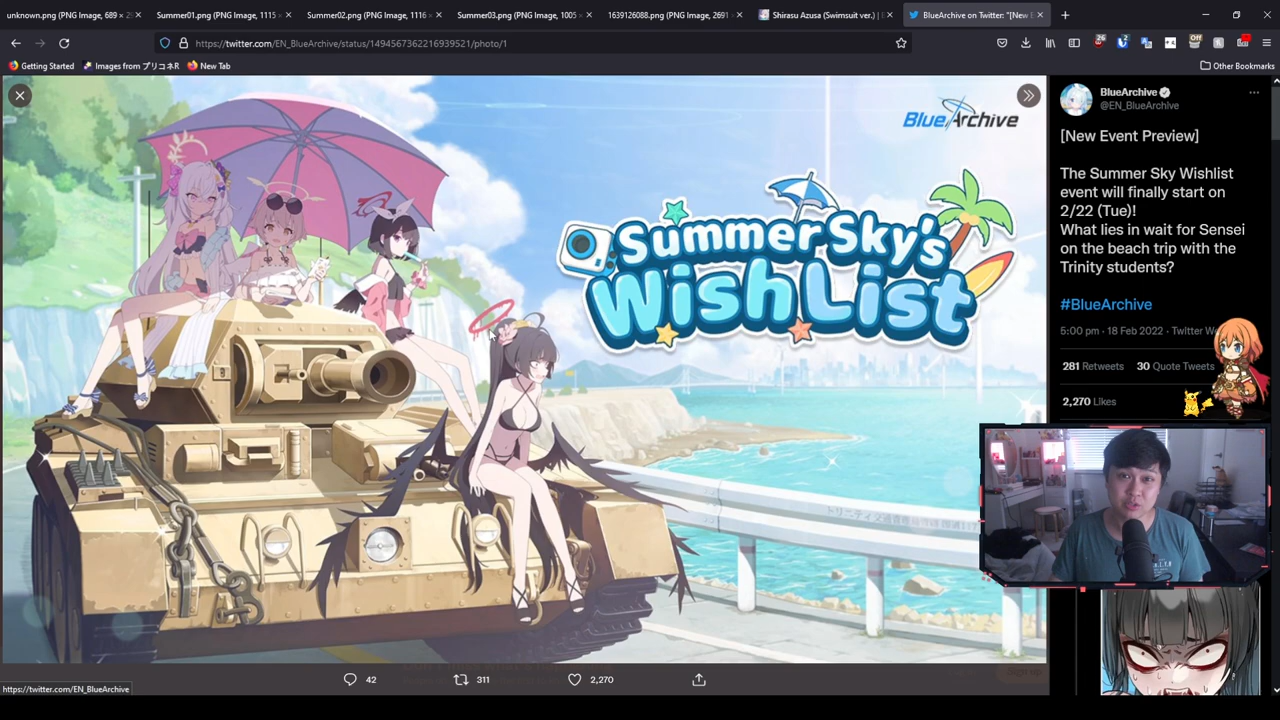 unknown.png (PNG Image, 689 × 2
Summer01.png (PNG Image, 1115 ×
Summer02.png (PNG Image, 1116 ×
Summer03.png (PNG Image, 1005 ×
1639126088.png (PNG Image, 2691 ×
Shirasu Azusa (Swimsuit ver.) |
BlueArchive on Twitter: "[New E
https://twitter.com/EN_BlueArchive/status/1494567362216939521/photo/1
26
2
Off
Getting Started
Images from プリコネR
New Tab
Other Bookmarks
Blue Archive
Summer Sky's
Wish List
BlueArchive
@EN_BlueArchive
[New Event Preview]
The Summer Sky Wishlist
event will finally start on
2/22 (Tue)!
What lies in wait for Sensei
on the beach trip with the
Trinity students?
#BlueArchive
5:00 pm · 18 Feb 2022 · Twitter
281 Retweets 30 Quote Tweets
2,270 Likes
42
311
2,270
https://twitter.com/EN_BlueArchive